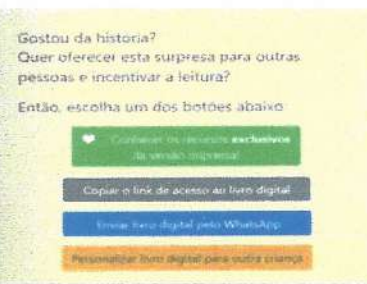 Gostou da historia?
Quer oferecer esta surpresa para outras
pessoas e incentivar a leitura?
Então, escolha um dos botões abaixo
Conhecer os recursos exclusivos
da versão impressa!
Copiar o link de acesso ao livro digital
Enviar livro digital pelo WhatsApp
Personalizar livro digital para outra criança